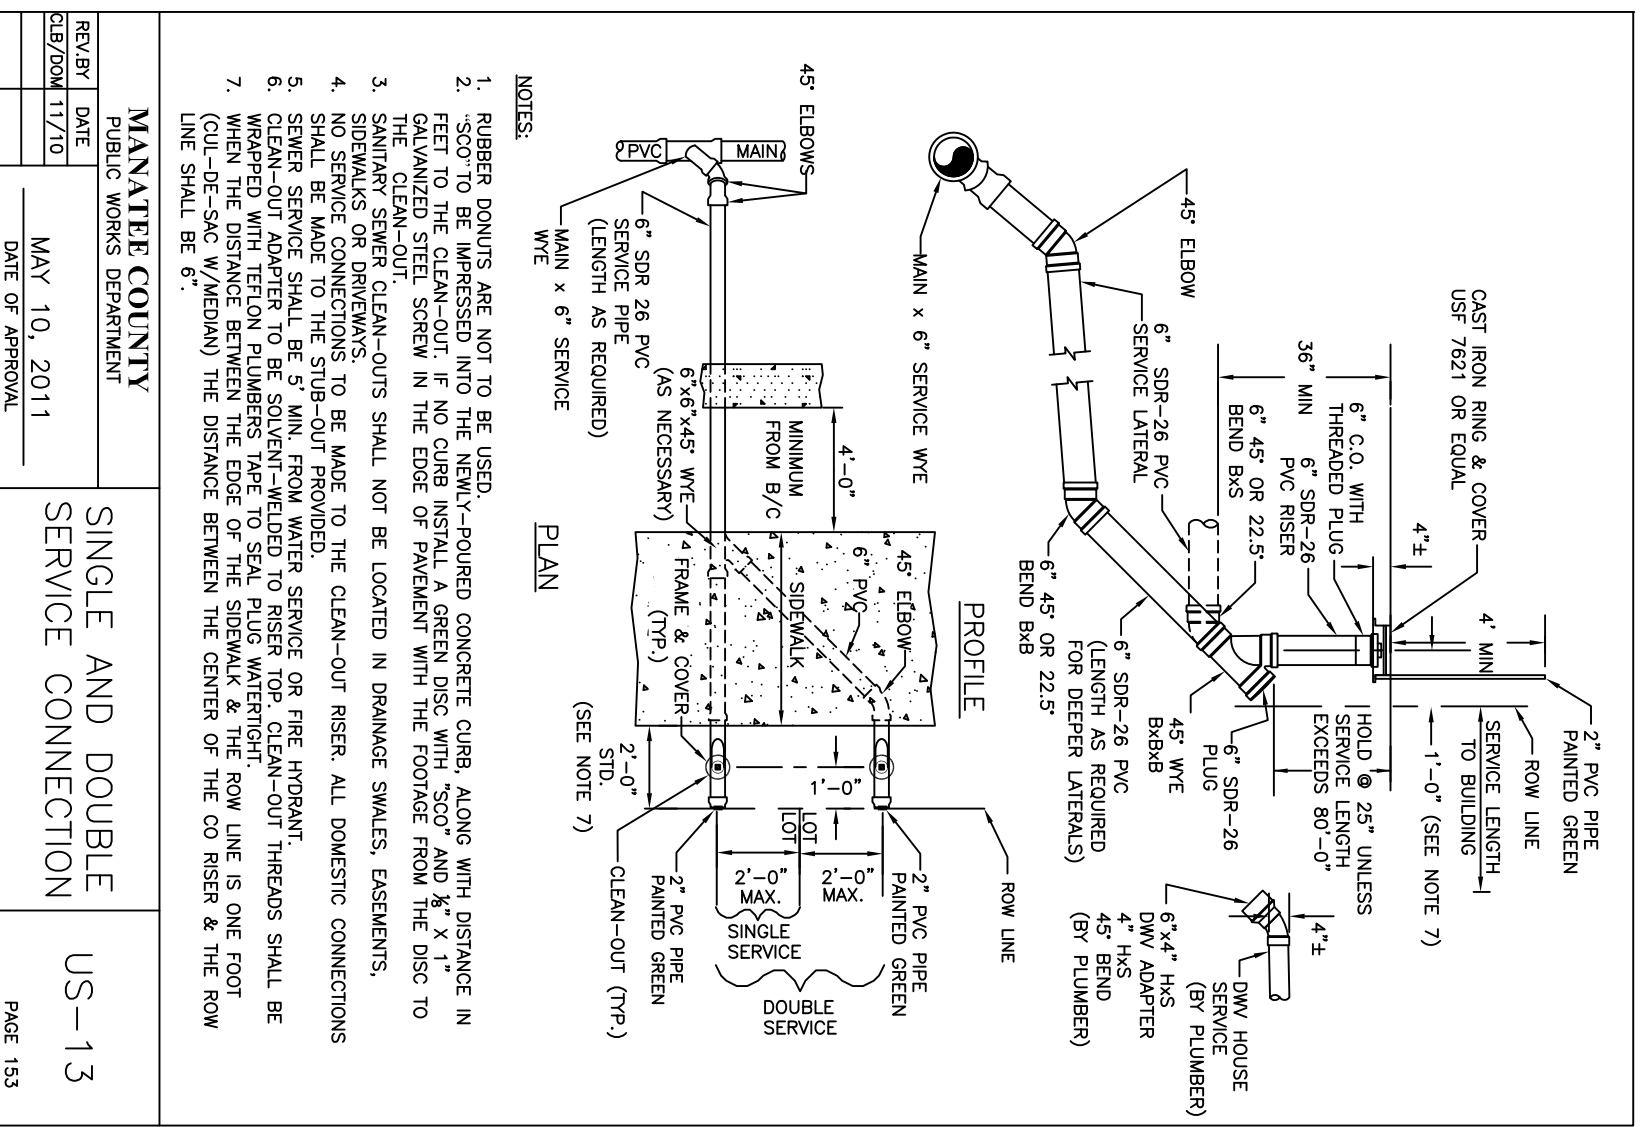 CAST IRON RING & COVER
USF 7621 OR EQUAL
4"±
4' MIN
2" PVC PIPE
PAINTED GREEN
ROW LINE
SERVICE LENGTH
TO BUILDING
1'-0" (SEE NOTE 7)
36" MIN
6" C.O. WITH
THREADED PLUG
6" SDR-26
PVC RISER
6" 45° OR 22.5°
BEND BxS
HOLD @ 25" UNLESS
SERVICE LENGTH
EXCEEDS 80'-0"
4"±
45° ELBOW
6" SDR-26 PVC
SERVICE LATERAL
6" SDR-26
PLUG
45° WYE
BxBxB
6" SDR-26 PVC
(LENGTH AS REQUIRED
FOR DEEPER LATERALS)
6" 45° OR 22.5°
BEND BxB
DWV HOUSE
SERVICE
(BY PLUMBER)
6"x4" HxS
DWV ADAPTER
4" HxS
45° BEND
(BY PLUMBER)
MAIN x 6" SERVICE WYE
PROFILE
45° ELBOWS
PVC MAIN
4'-0"
MINIMUM
FROM B/C
45° ELBOW
6" PVC
SIDEWALK
FRAME & COVER
(TYP.)
6"x6"x45° WYE
(AS NECESSARY)
6" SDR 26 PVC
SERVICE PIPE
(LENGTH AS REQUIRED)
MAIN x 6" SERVICE
WYE
1'-0"
LOT
LOT
2'-0"
STD.
(SEE NOTE 7)
ROW LINE
2" PVC PIPE
PAINTED GREEN
2'-0"
MAX.
2'-0"
MAX.
SINGLE
SERVICE
DOUBLE
SERVICE
2" PVC PIPE
PAINTED GREEN
CLEAN-OUT (TYP.)
PLAN
NOTES:
1. RUBBER DONUTS ARE NOT TO BE USED.
2. "SCO" TO BE IMPRESSED INTO THE NEWLY-POURED CONCRETE CURB, ALONG WITH DISTANCE IN
FEET TO THE CLEAN-OUT. IF NO CURB INSTALL A GREEN DISC WITH "SCO" AND ⅛" X 1"
GALVANIZED STEEL SCREW IN THE EDGE OF PAVEMENT WITH THE FOOTAGE FROM THE DISC TO
THE CLEAN-OUT.
3. SANITARY SEWER CLEAN-OUTS SHALL NOT BE LOCATED IN DRAINAGE SWALES, EASEMENTS,
SIDEWALKS OR DRIVEWAYS.
4. NO SERVICE CONNECTIONS TO BE MADE TO THE CLEAN-OUT RISER. ALL DOMESTIC CONNECTIONS
SHALL BE MADE TO THE STUB-OUT PROVIDED.
5. SEWER SERVICE SHALL BE 5' MIN. FROM WATER SERVICE OR FIRE HYDRANT.
6. CLEAN-OUT ADAPTER TO BE SOLVENT-WELDED TO RISER TOP. CLEAN-OUT THREADS SHALL BE
WRAPPED WITH TEFLON PLUMBERS TAPE TO SEAL PLUG WATERTIGHT.
7. WHEN THE DISTANCE BETWEEN THE EDGE OF THE SIDEWALK & THE ROW LINE IS ONE FOOT
(CUL-DE-SAC W/MEDIAN) THE DISTANCE BETWEEN THE CENTER OF THE CO RISER & THE ROW
LINE SHALL BE 6".
MANATEE COUNTY
PUBLIC WORKS DEPARTMENT
REV.BY DATE
CLB/DOM 11/10
MAY 10, 2011
DATE OF APPROVAL
SINGLE AND DOUBLE
SERVICE CONNECTION
US-13
PAGE 153